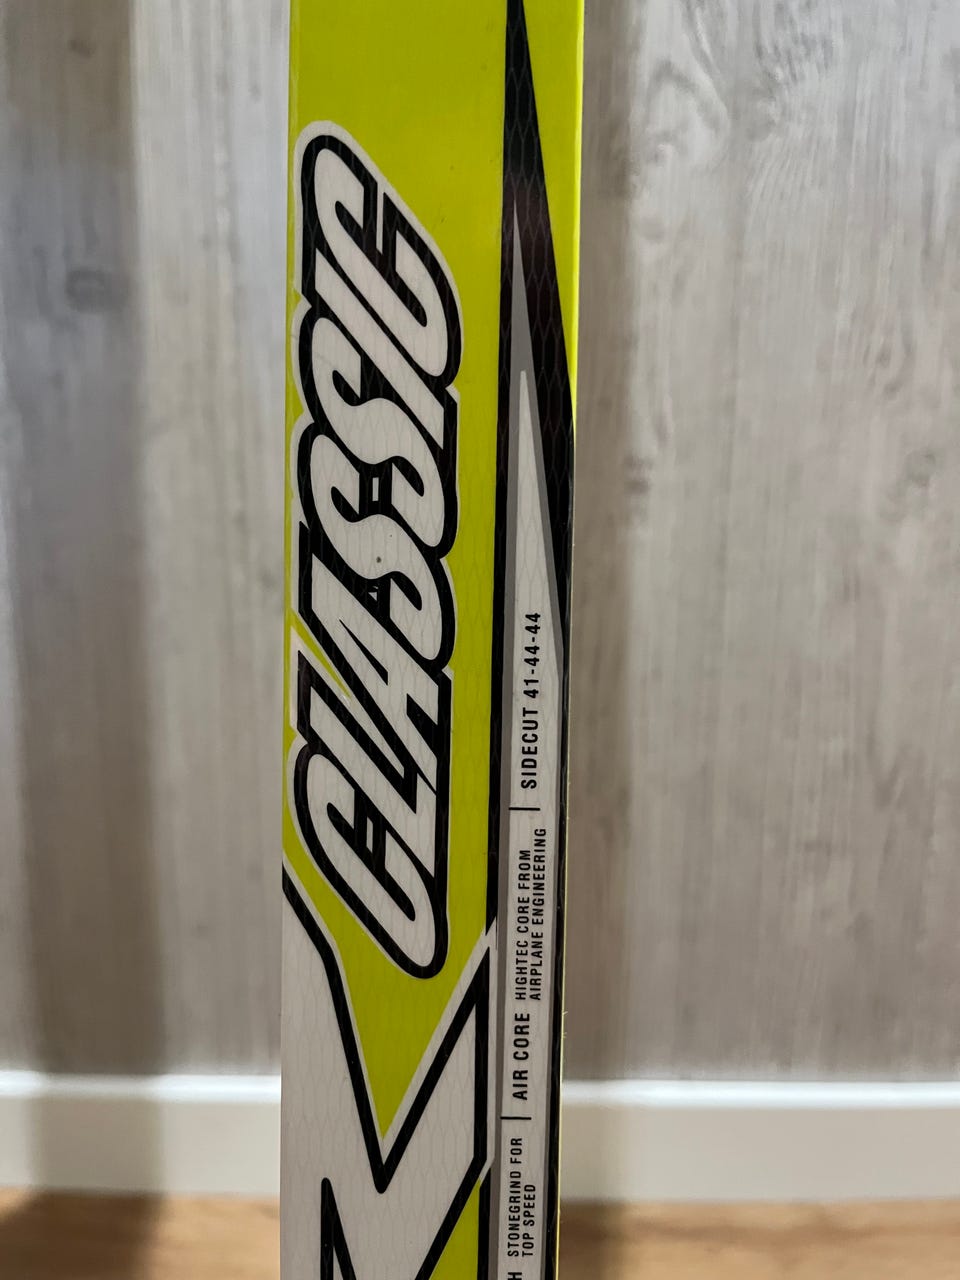 CLASSIC
STONEGRIND FOR
TOP SPEED
| AIR CORE
HIGHTEC CORE FROM
AIRPLANE ENGINEERING
| SIDECUT 41-44-44